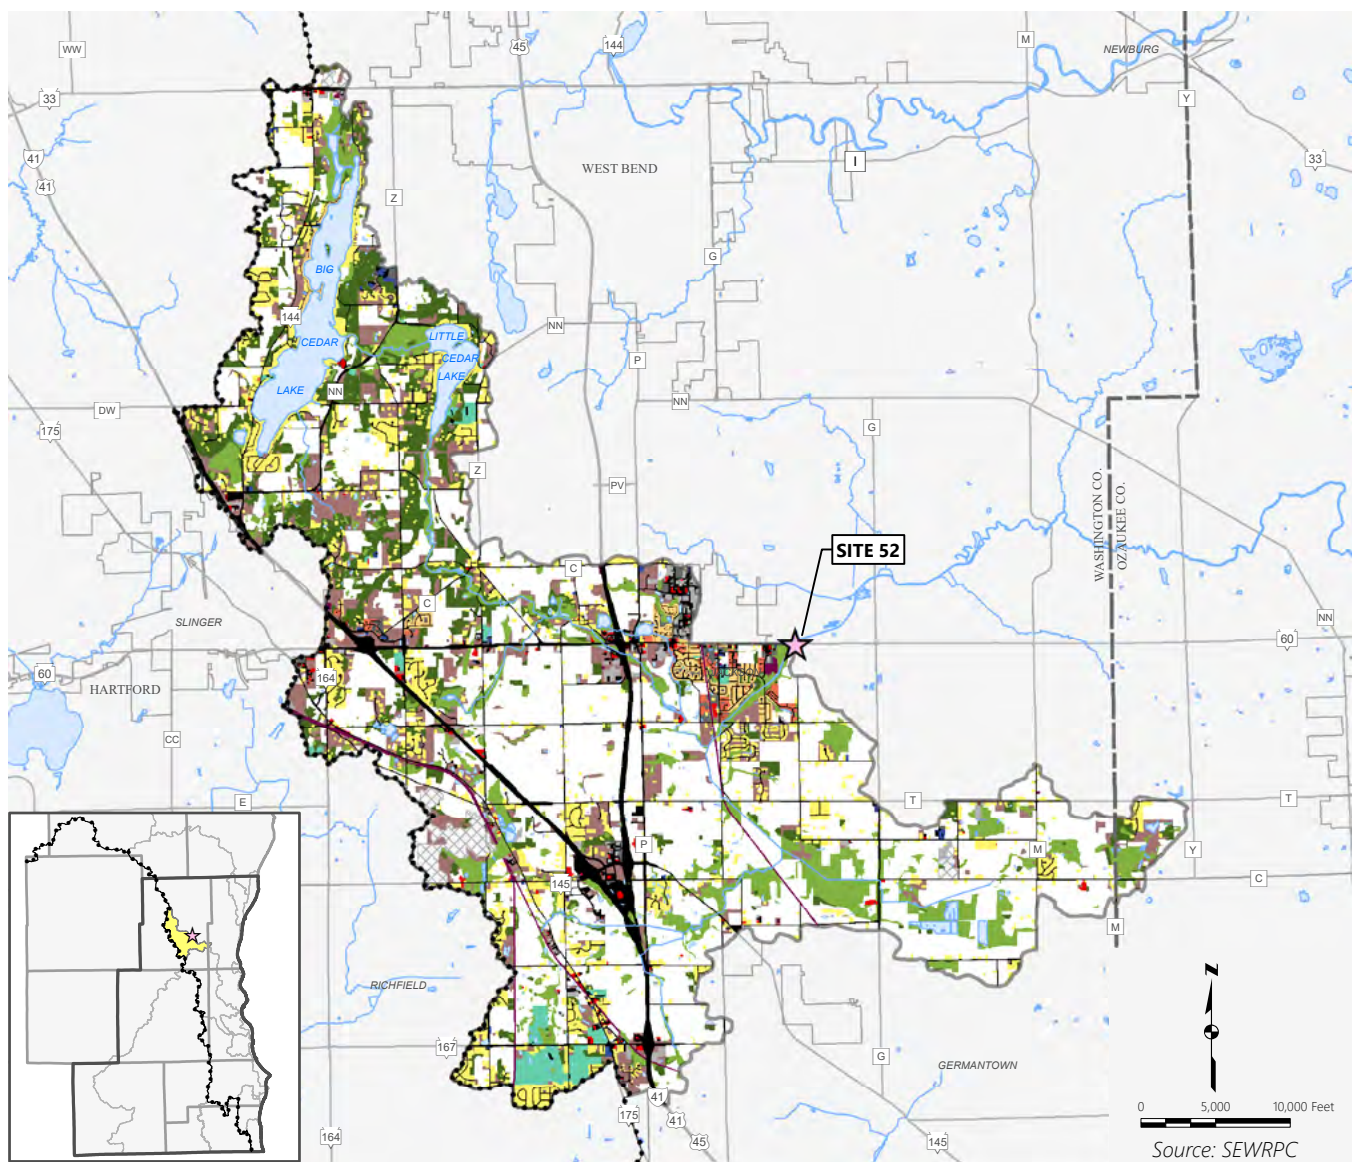 WW
45
144
M
NEWBURG
33
Y
41
41
I
33
WEST BEND
Z
G
BIG
144
CEDAR
LAKE
LITTLE
CEDAR
LAKE
NN
NN
P
NN
DW
175
G
Z
PV
WASHINGTON CO.
OZAUKEE CO.
SITE 52
C
C
SLINGER
NN
60
60
HARTFORD
164
CC
E
T
T
P
M
Y
145
C
M
RICHFIELD
167
G
GERMANTOWN
41
175
41
45
164
145
N
0 5,000 10,000 Feet
Source: SEWRPC